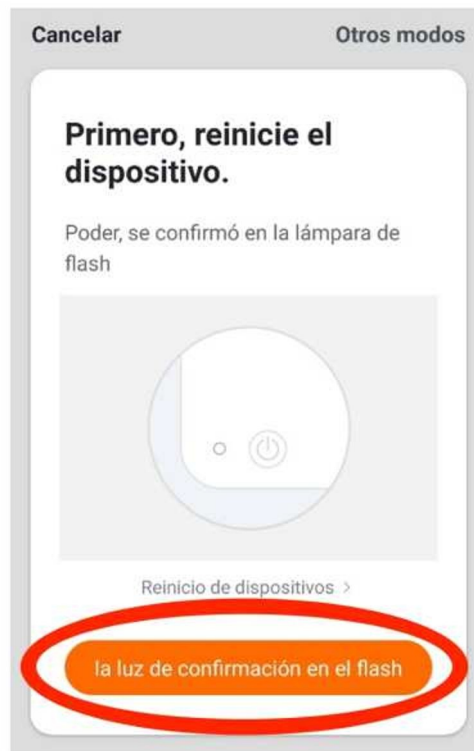 Cancelar
Otros modos
Primero, reinicie el
dispositivo.
Poder, se confirmó en la lámpara de
flash
Reinicio de dispositivos >
la luz de confirmación en el flash